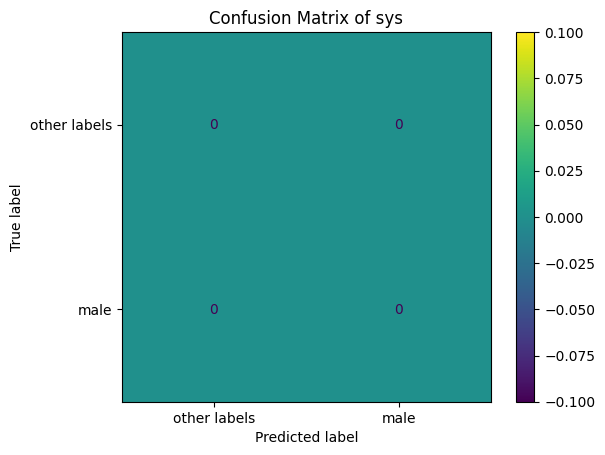 Confusion Matrix of sys
True label
other labels
male
0 0
0 0
other labels male
Predicted label
0.100
0.075
0.050
0.025
0.000
−0.025
−0.050
−0.075
−0.100